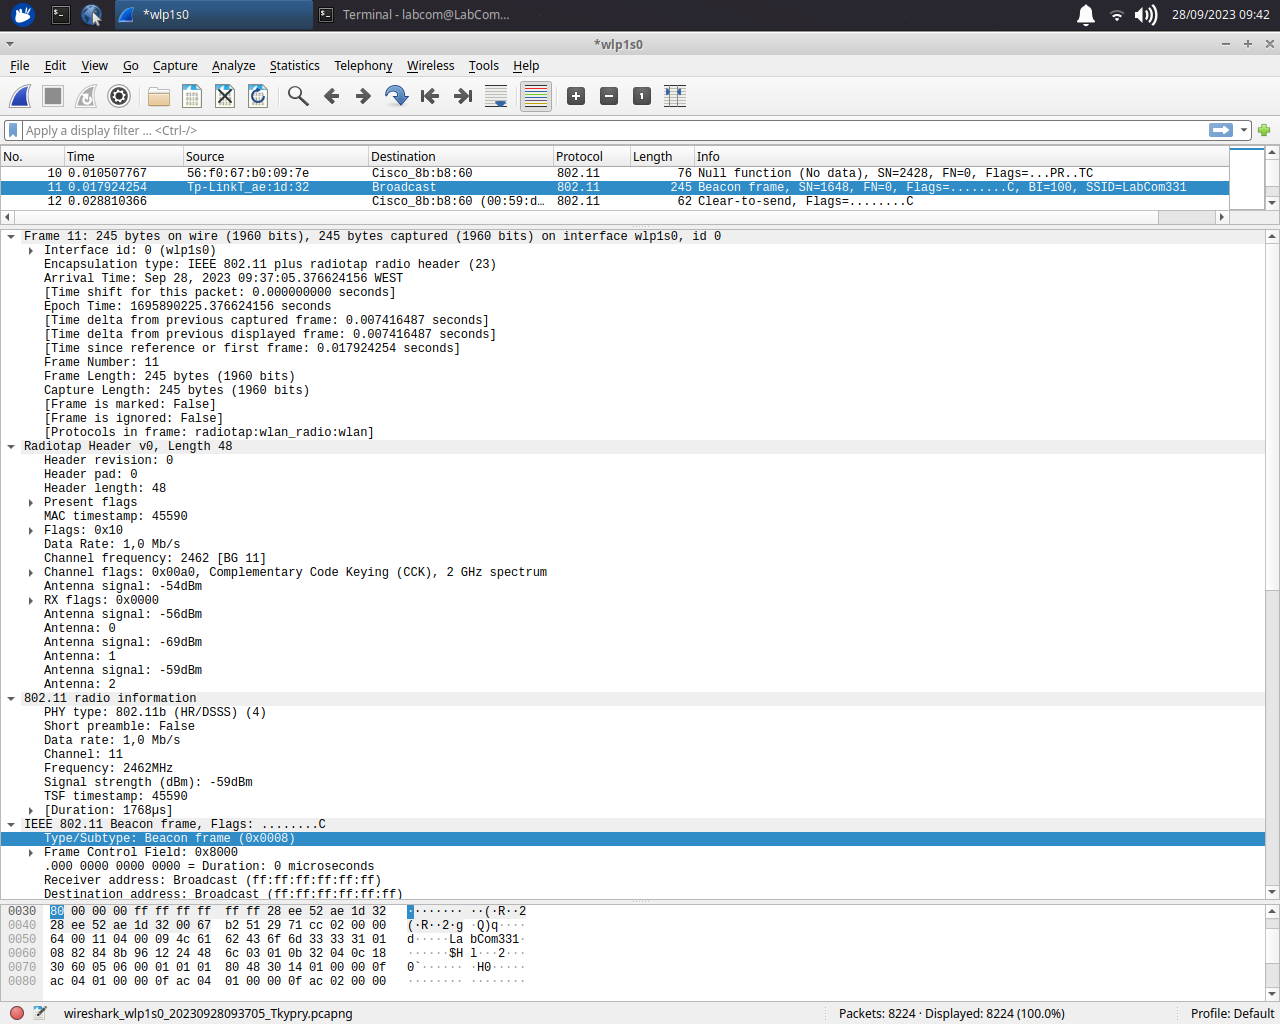 *wlp1s0
Terminal - labcom@LabCom...
28/09/2023 09:42
*wlp1s0
File Edit View Go Capture Analyze Statistics Telephony Wireless Tools Help
Apply a display filter ... <Ctrl-/>
No. Time Source Destination Protocol Length Info
10 0.010507767 56:f0:67:b0:09:7e Cisco_8b:b8:60 802.11 76 Null function (No data), SN=2428, FN=0, Flags=...PR..TC
11 0.017924254 Tp-LinkT_ae:1d:32 Broadcast 802.11 245 Beacon frame, SN=1648, FN=0, Flags=........C, BI=100, SSID=LabCom331
12 0.028810366 Cisco_8b:b8:60 (00:59:d… 802.11 62 Clear-to-send, Flags=........C
Frame 11: 245 bytes on wire (1960 bits), 245 bytes captured (1960 bits) on interface wlp1s0, id 0
Interface id: 0 (wlp1s0)
Encapsulation type: IEEE 802.11 plus radiotap radio header (23)
Arrival Time: Sep 28, 2023 09:37:05.376624156 WEST
[Time shift for this packet: 0.000000000 seconds]
Epoch Time: 1695890225.376624156 seconds
[Time delta from previous captured frame: 0.007416487 seconds]
[Time delta from previous displayed frame: 0.007416487 seconds]
[Time since reference or first frame: 0.017924254 seconds]
Frame Number: 11
Frame Length: 245 bytes (1960 bits)
Capture Length: 245 bytes (1960 bits)
[Frame is marked: False]
[Frame is ignored: False]
[Protocols in frame: radiotap:wlan_radio:wlan]
Radiotap Header v0, Length 48
Header revision: 0
Header pad: 0
Header length: 48
Present flags
MAC timestamp: 45590
Flags: 0x10
Data Rate: 1,0 Mb/s
Channel frequency: 2462 [BG 11]
Channel flags: 0x00a0, Complementary Code Keying (CCK), 2 GHz spectrum
Antenna signal: -54dBm
RX flags: 0x0000
Antenna signal: -56dBm
Antenna: 0
Antenna signal: -69dBm
Antenna: 1
Antenna signal: -59dBm
Antenna: 2
802.11 radio information
PHY type: 802.11b (HR/DSSS) (4)
Short preamble: False
Data rate: 1,0 Mb/s
Channel: 11
Frequency: 2462MHz
Signal strength (dBm): -59dBm
TSF timestamp: 45590
[Duration: 1768µs]
IEEE 802.11 Beacon frame, Flags: ........C
Type/Subtype: Beacon frame (0x0008)
Frame Control Field: 0x8000
.000 0000 0000 0000 = Duration: 0 microseconds
Receiver address: Broadcast (ff:ff:ff:ff:ff:ff)
Destination address: Broadcast (ff:ff:ff:ff:ff:ff)
0030 80 00 00 00 ff ff ff ff ff ff 28 ee 52 ae 1d 32 ········ ··(·R··2
0040 28 ee 52 ae 1d 32 00 67 b2 51 29 71 cc 02 00 00 (·R··2·g ·Q)q····
0050 64 00 11 04 00 09 4c 61 62 43 6f 6d 33 33 31 01 d·····La bCom331·
0060 08 82 84 8b 96 12 24 48 6c 03 01 0b 32 04 0c 18 ······$H l···2···
0070 30 60 05 06 00 01 01 01 80 48 30 14 01 00 00 0f 0`······ ·H0·····
0080 ac 04 01 00 00 0f ac 04 01 00 00 0f ac 02 00 00 ········ ········
wireshark_wlp1s0_20230928093705_Tkypry.pcapng
Packets: 8224 · Displayed: 8224 (100.0%)
Profile: Default